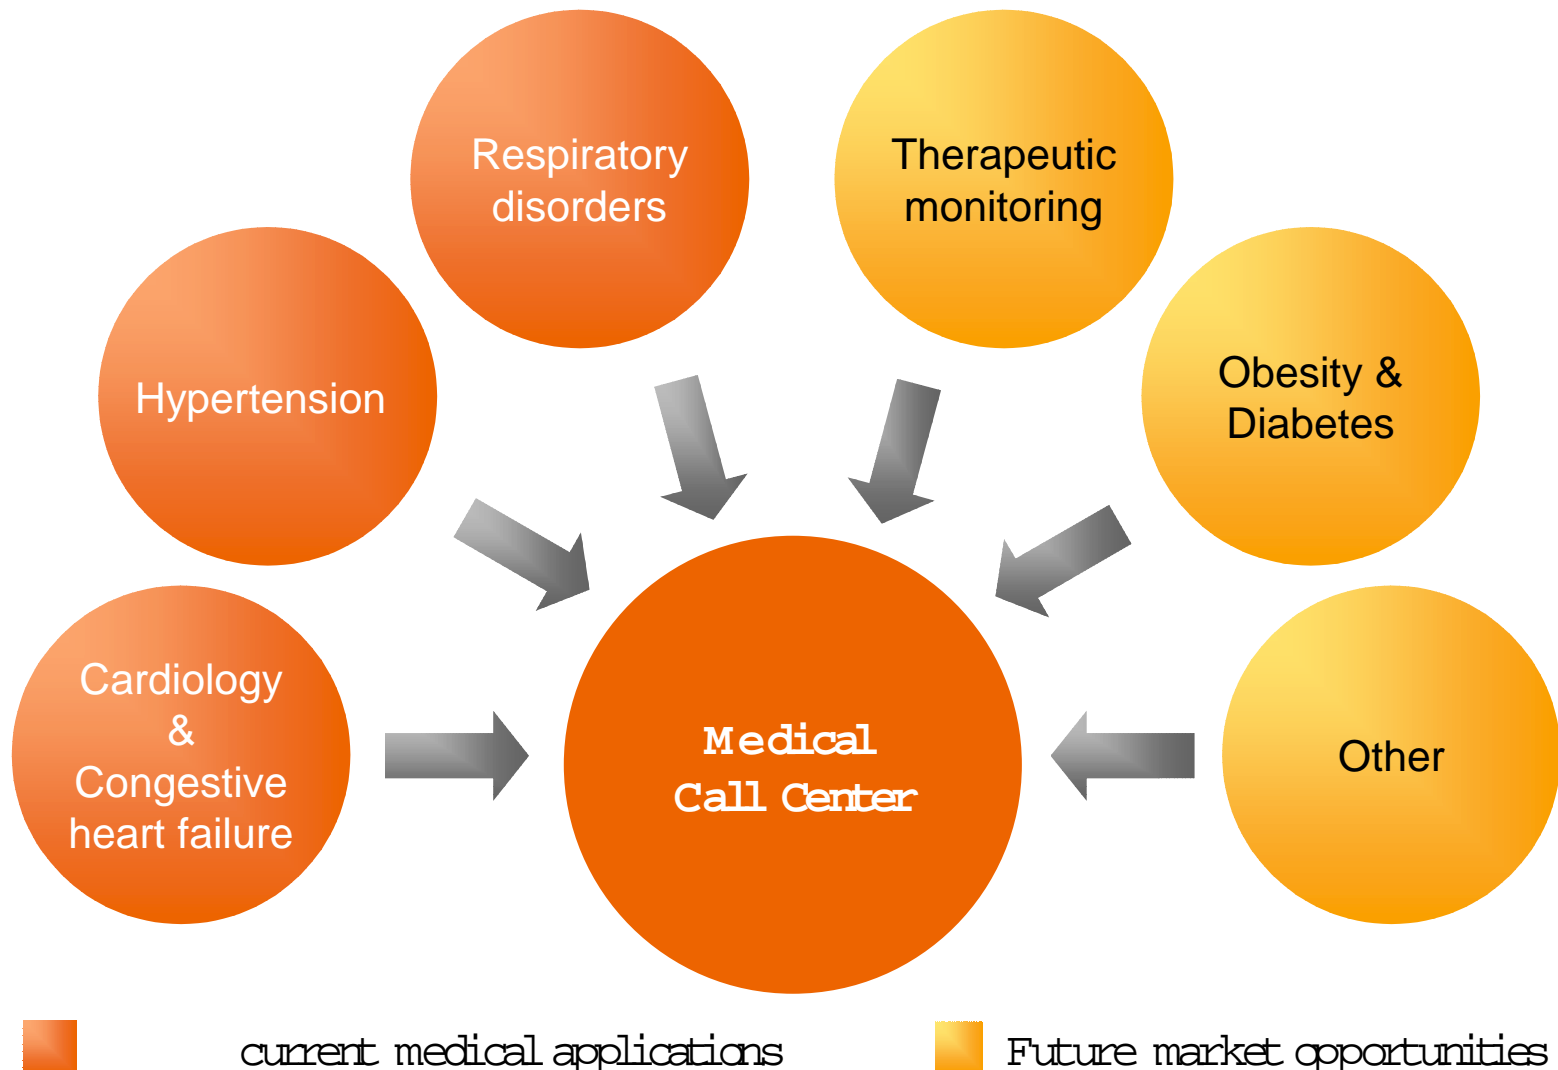 Respiratory
disorders
Therapeutic
monitoring
Hypertension
Obesity &
Diabetes
Cardiology
&
Congestive
heart failure
Medical
Call Center
Other
current medical applications
Future market opportunities